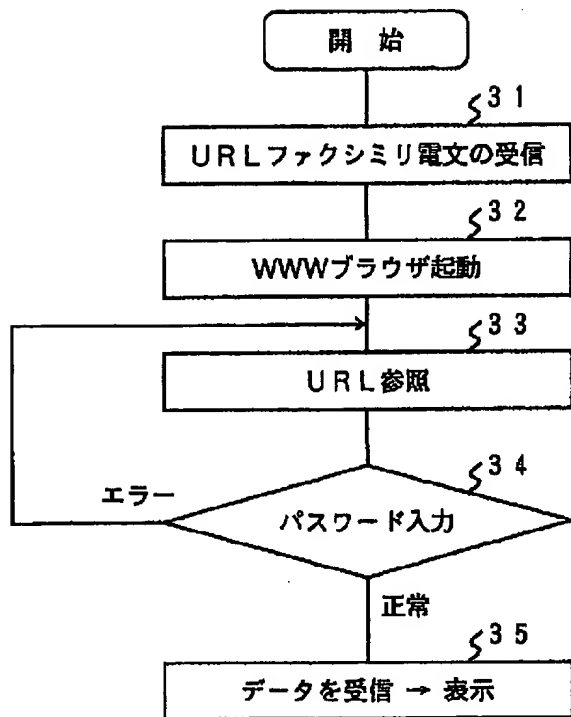 開 始
31
URLファクシミリ電文の受信
32
WWWブラウザ起動
33
URL参照
34
エラー
パスワード入力
正常
35
データを受信 → 表示